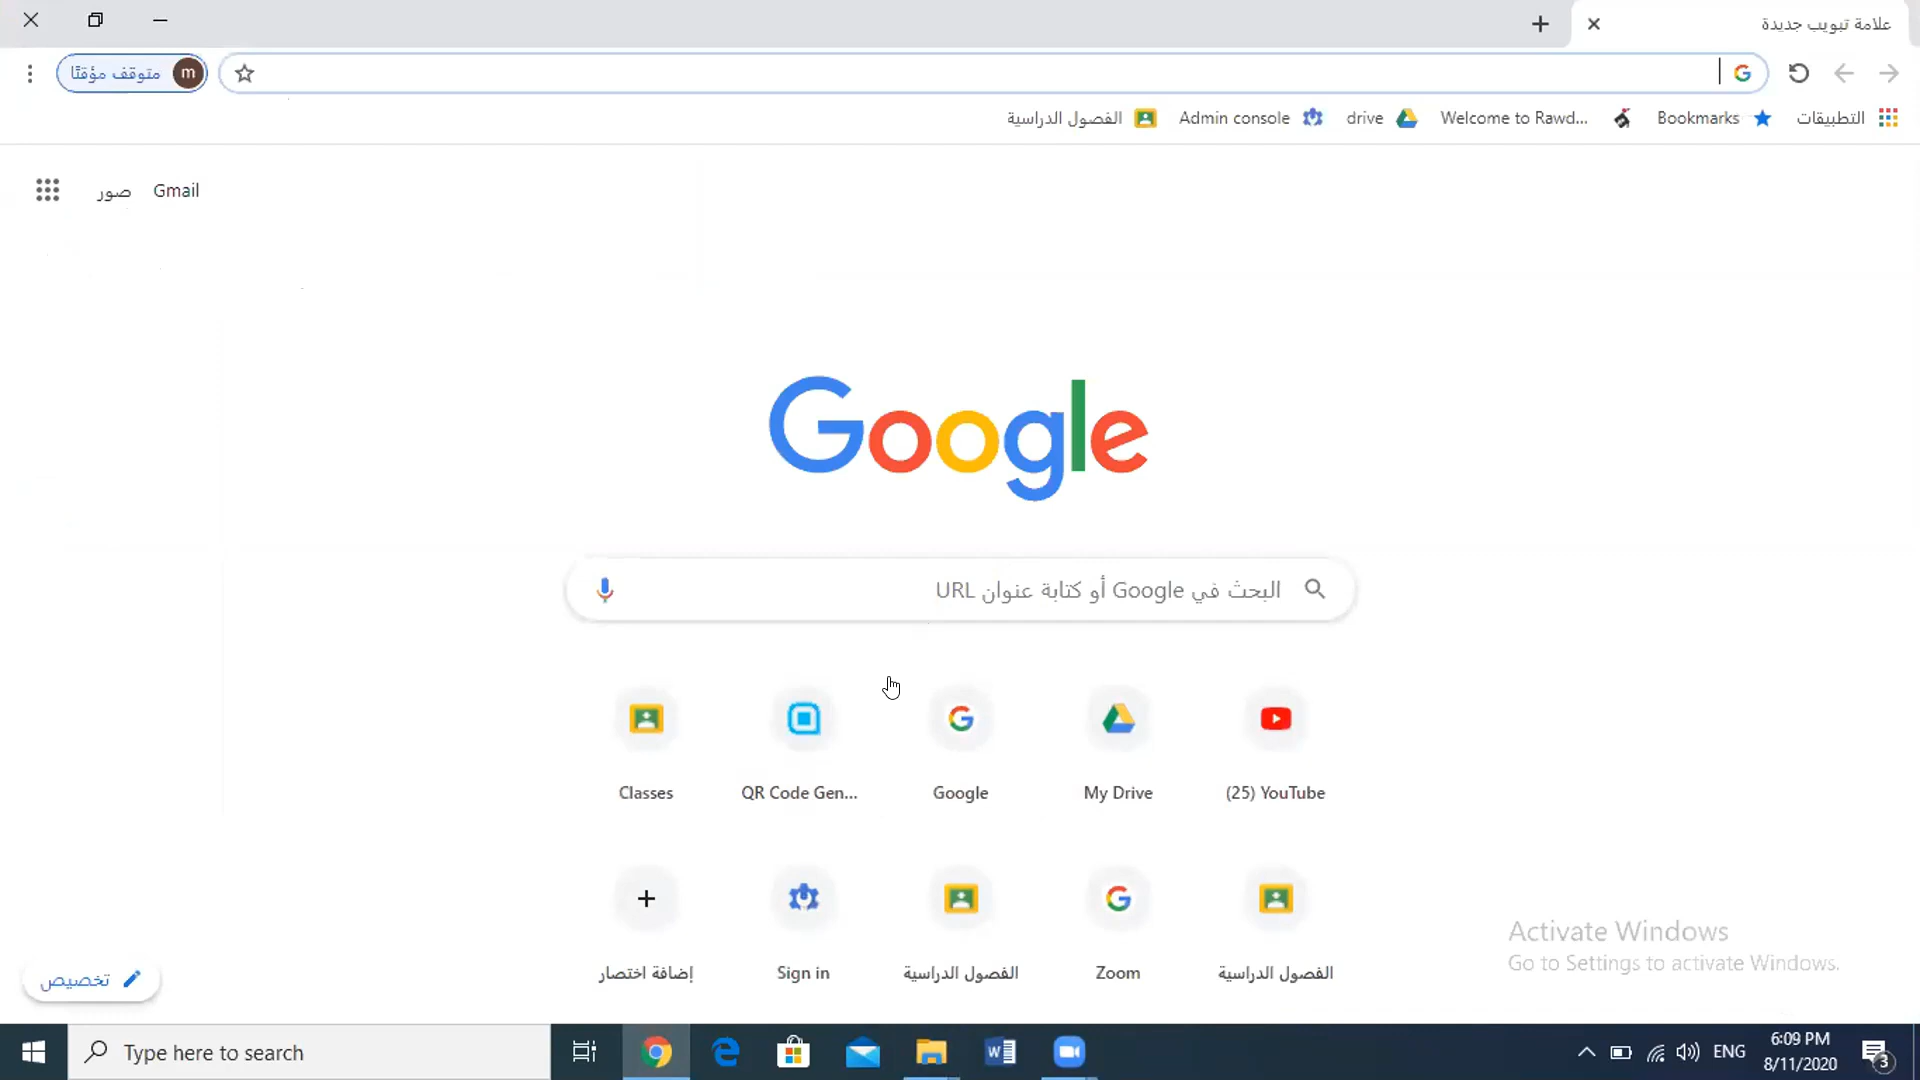 علامة تبويب جديدة
متوقف مؤقتًا
m
التطبيقات
Bookmarks
Welcome to Rawd...
drive
Admin console
الفصول الدراسية
Gmail
صور
Google
البحث في Google أو كتابة عنوان URL
(25) YouTube
My Drive
Google
QR Code Gen...
Classes
الفصول الدراسية
Zoom
الفصول الدراسية
Sign in
إضافة اختصار
تخصيص
Activate Windows
Go to Settings to activate Windows.
Type here to search
ENG
6:09 PM
8/11/2020
3